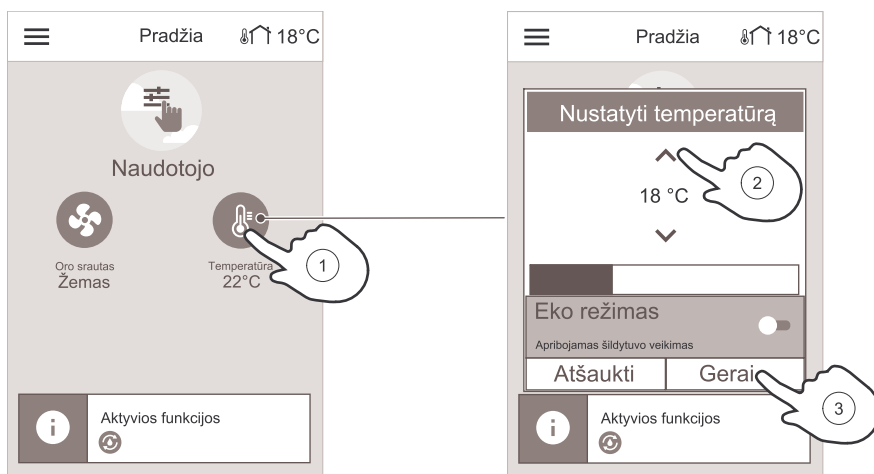 Pradžia 18°C
Naudotojo
Oro srautas
Žemas
Temperatūra
22°C
1
Aktyvios funkcijos
Pradžia 18°C
Nustatyti temperatūrą
2
18 °C
Eko režimas
Apribojamas šildytuvo veikimas
Atšaukti Gerai
3
Aktyvios funkcijos